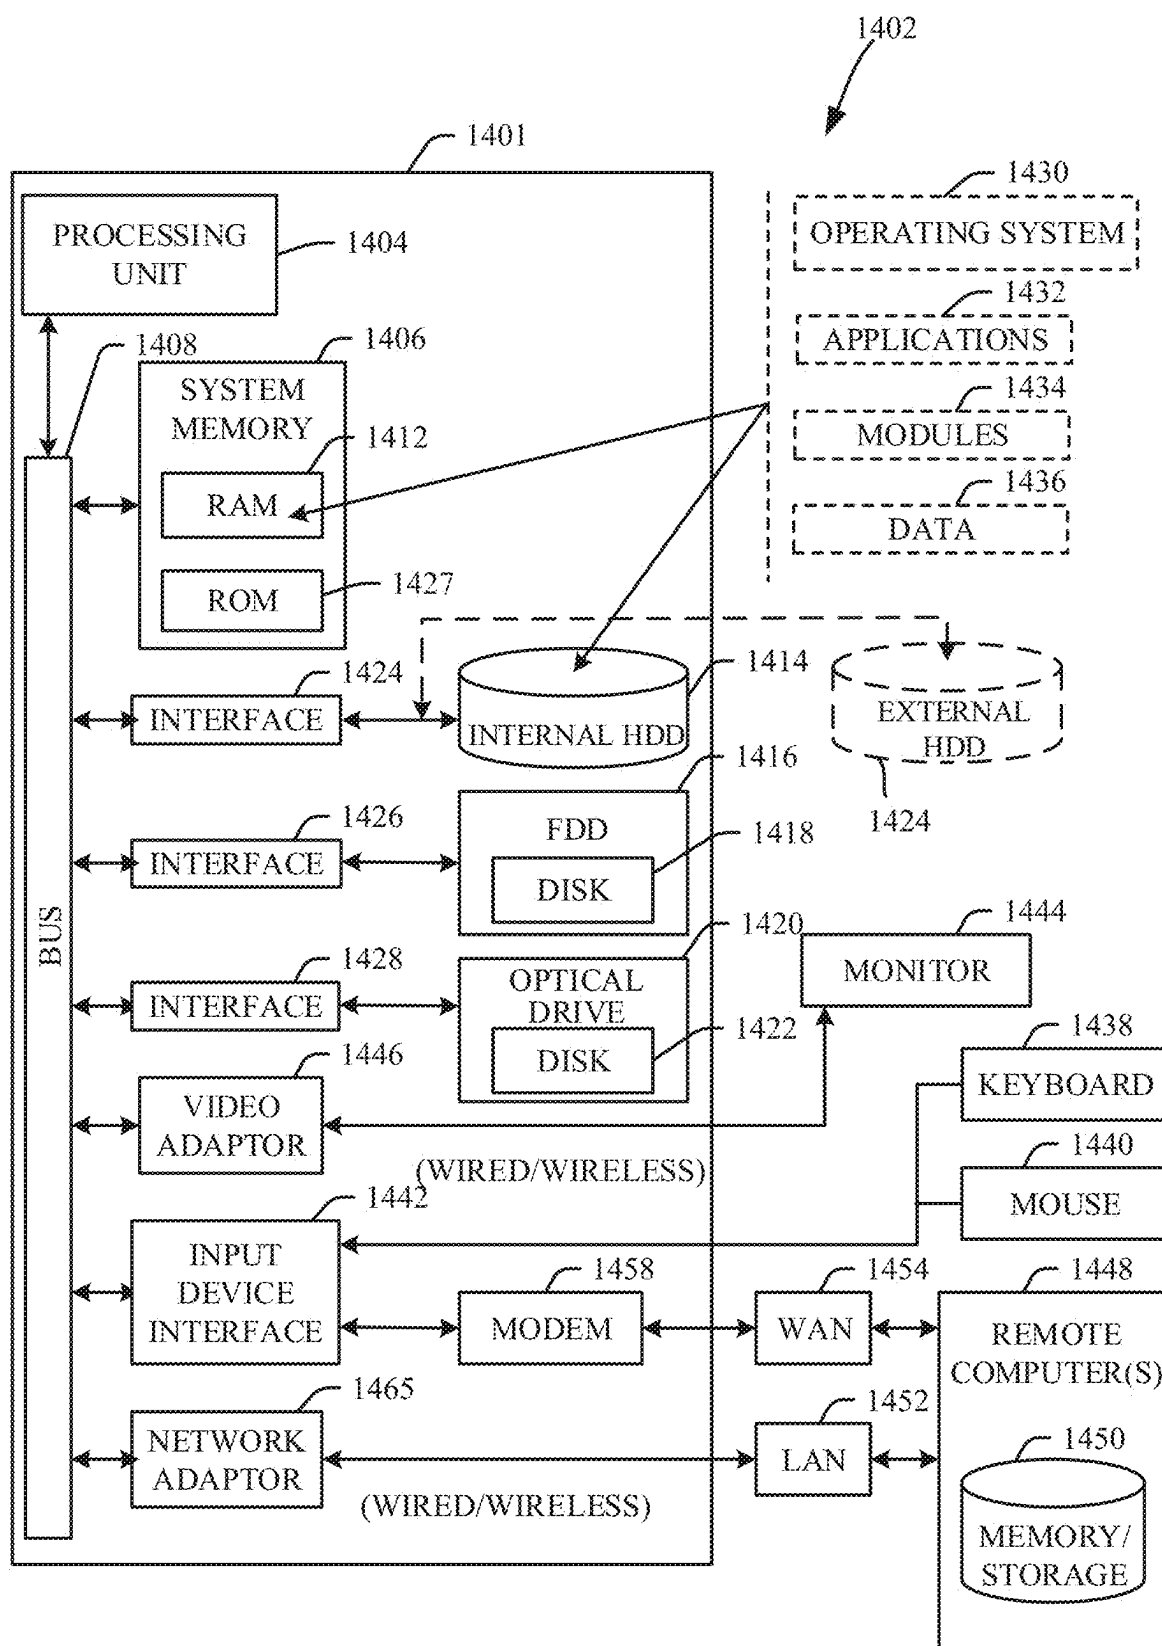 1402
1401
1430
OPERATING SYSTEM
PROCESSING
UNIT
1404
1432
APPLICATIONS
1408
1406
SYSTEM
MEMORY
1434
MODULES
1412
RAM
1436
DATA
1427
ROM
1424
INTERFACE
1414
INTERNAL HDD
EXTERNAL
HDD
1424
1416
FDD
1418
DISK
1426
INTERFACE
BUS
1420
OPTICAL
DRIVE
1422
DISK
1428
INTERFACE
1444
MONITOR
1446
VIDEO
ADAPTOR
(WIRED/WIRELESS)
1438
KEYBOARD
1440
MOUSE
1442
INPUT
DEVICE
INTERFACE
1458
MODEM
1454
WAN
1448
REMOTE
COMPUTER(S)
1465
NETWORK
ADAPTOR
(WIRED/WIRELESS)
1452
LAN
1450
MEMORY/
STORAGE